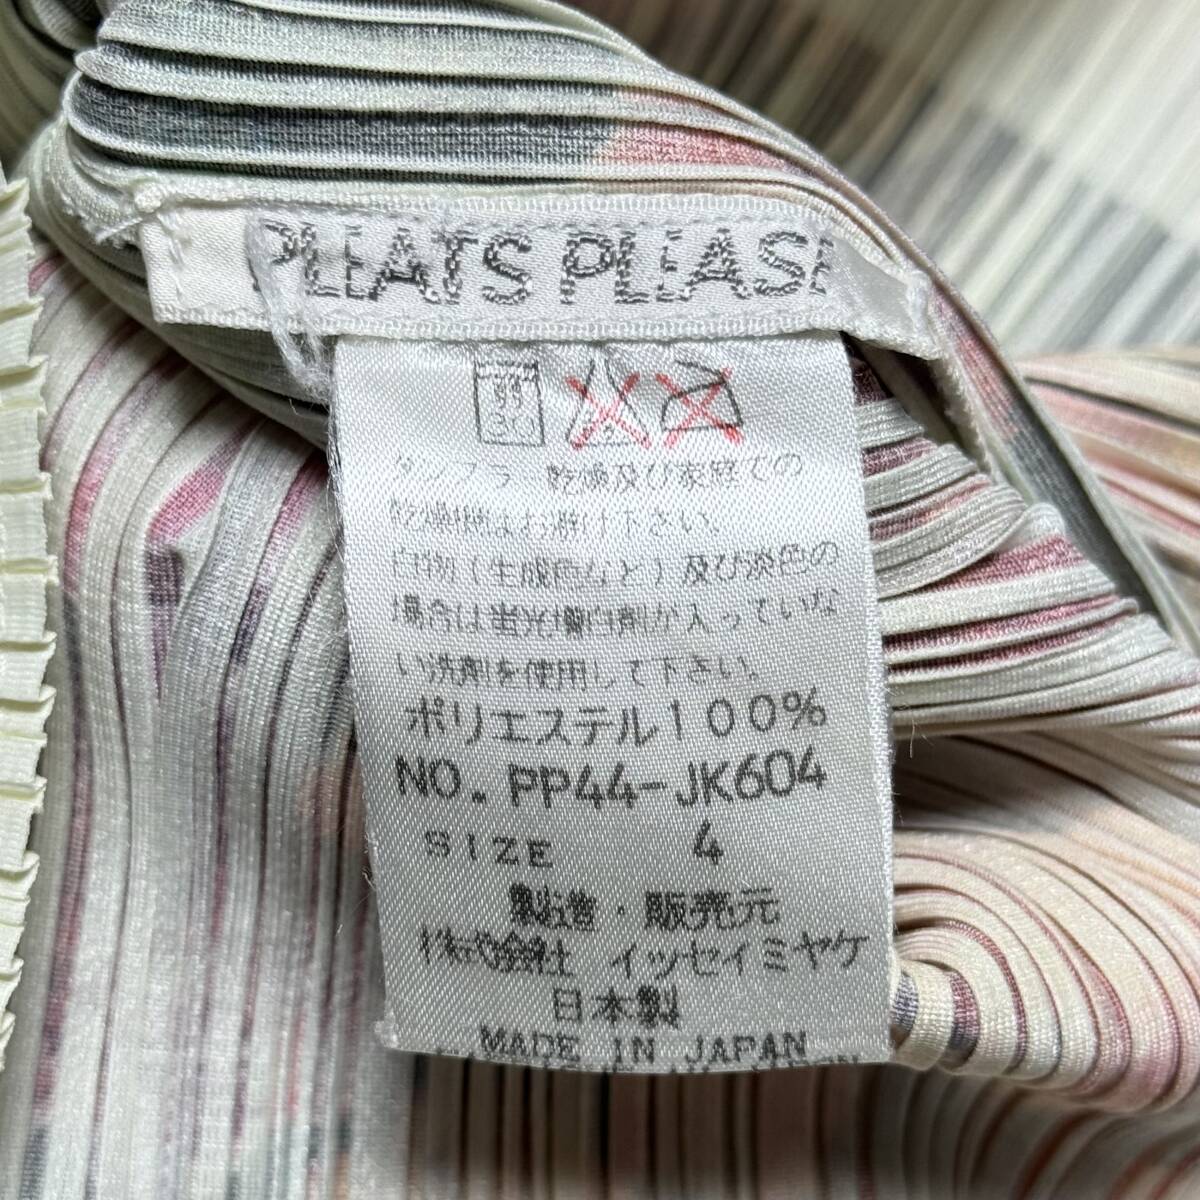 PLEATS PLEASE
タンブラー乾燥及び家庭での
乾燥機はお避け下さい。
白物(生成色など)及び淡色の
場合は蛍光増白剤が入っていな
い洗剤を使用して下さい。
ポリエステル100%
NO. PP44-JK604
SIZE 4
製造・販売元
株式会社 イッセイミヤケ
日本製
MADE IN JAPAN